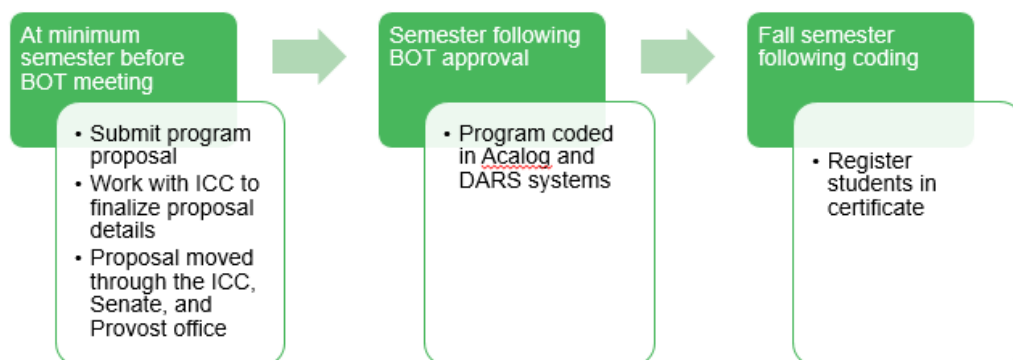 At minimum
semester before
BOT meeting
• Submit program
proposal
• Work with ICC to
finalize proposal
details
• Proposal moved
through the ICC,
Senate, and
Provost office
Semester following
BOT approval
• Program coded
in Acalog and
DARS systems
Fall semester
following coding
• Register
students in
certificate